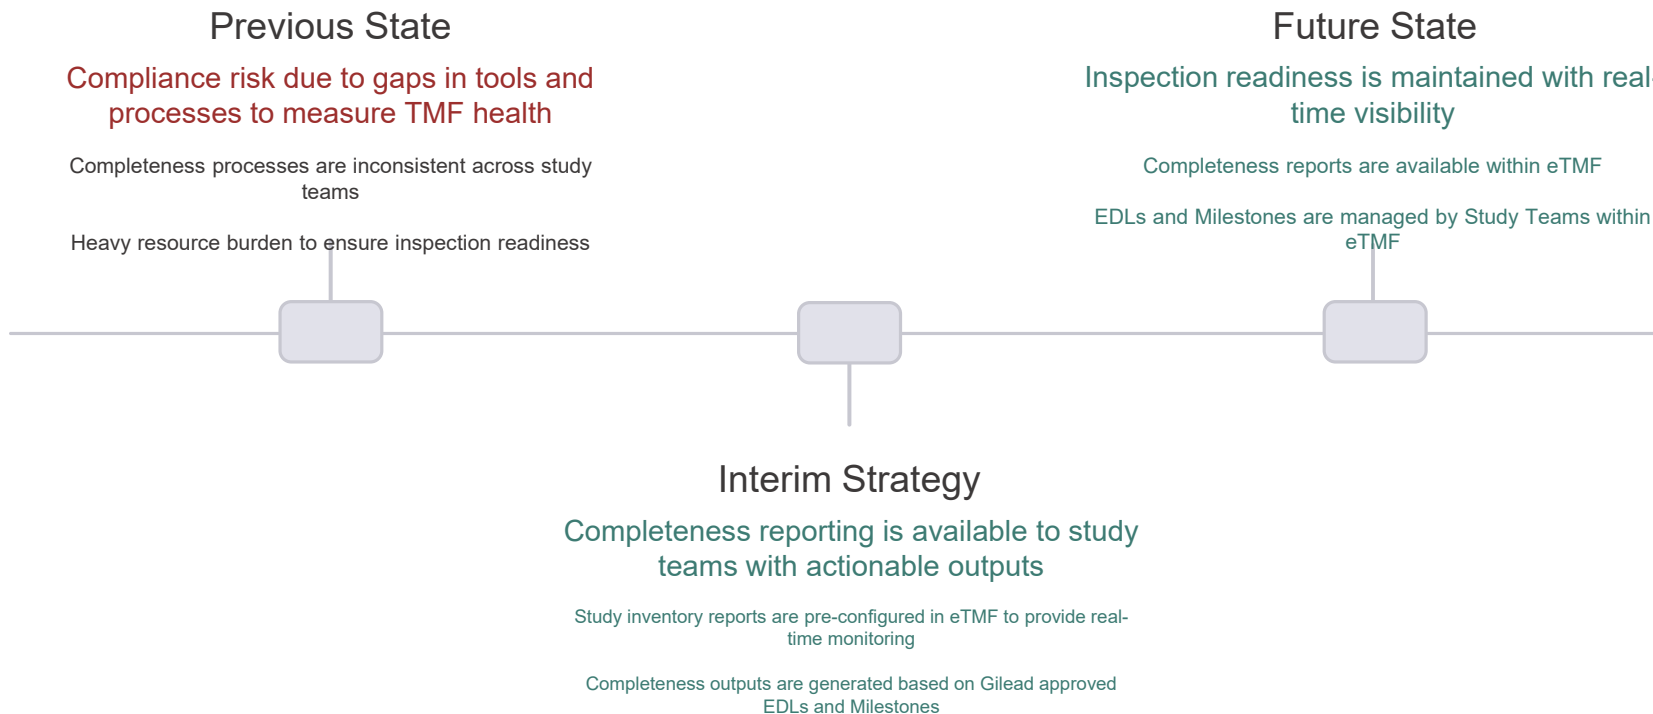 Previous State
Compliance risk due to gaps in tools and
processes to measure TMF health
Completeness processes are inconsistent across study
teams
Heavy resource burden to ensure inspection readiness
Future State
Inspection readiness is maintained with real-
time visibility
Completeness reports are available within eTMF
EDLs and Milestones are managed by Study Teams within
eTMF
Interim Strategy
Completeness reporting is available to study
teams with actionable outputs
Study inventory reports are pre-configured in eTMF to provide real-
time monitoring
Completeness outputs are generated based on Gilead approved
EDLs and Milestones